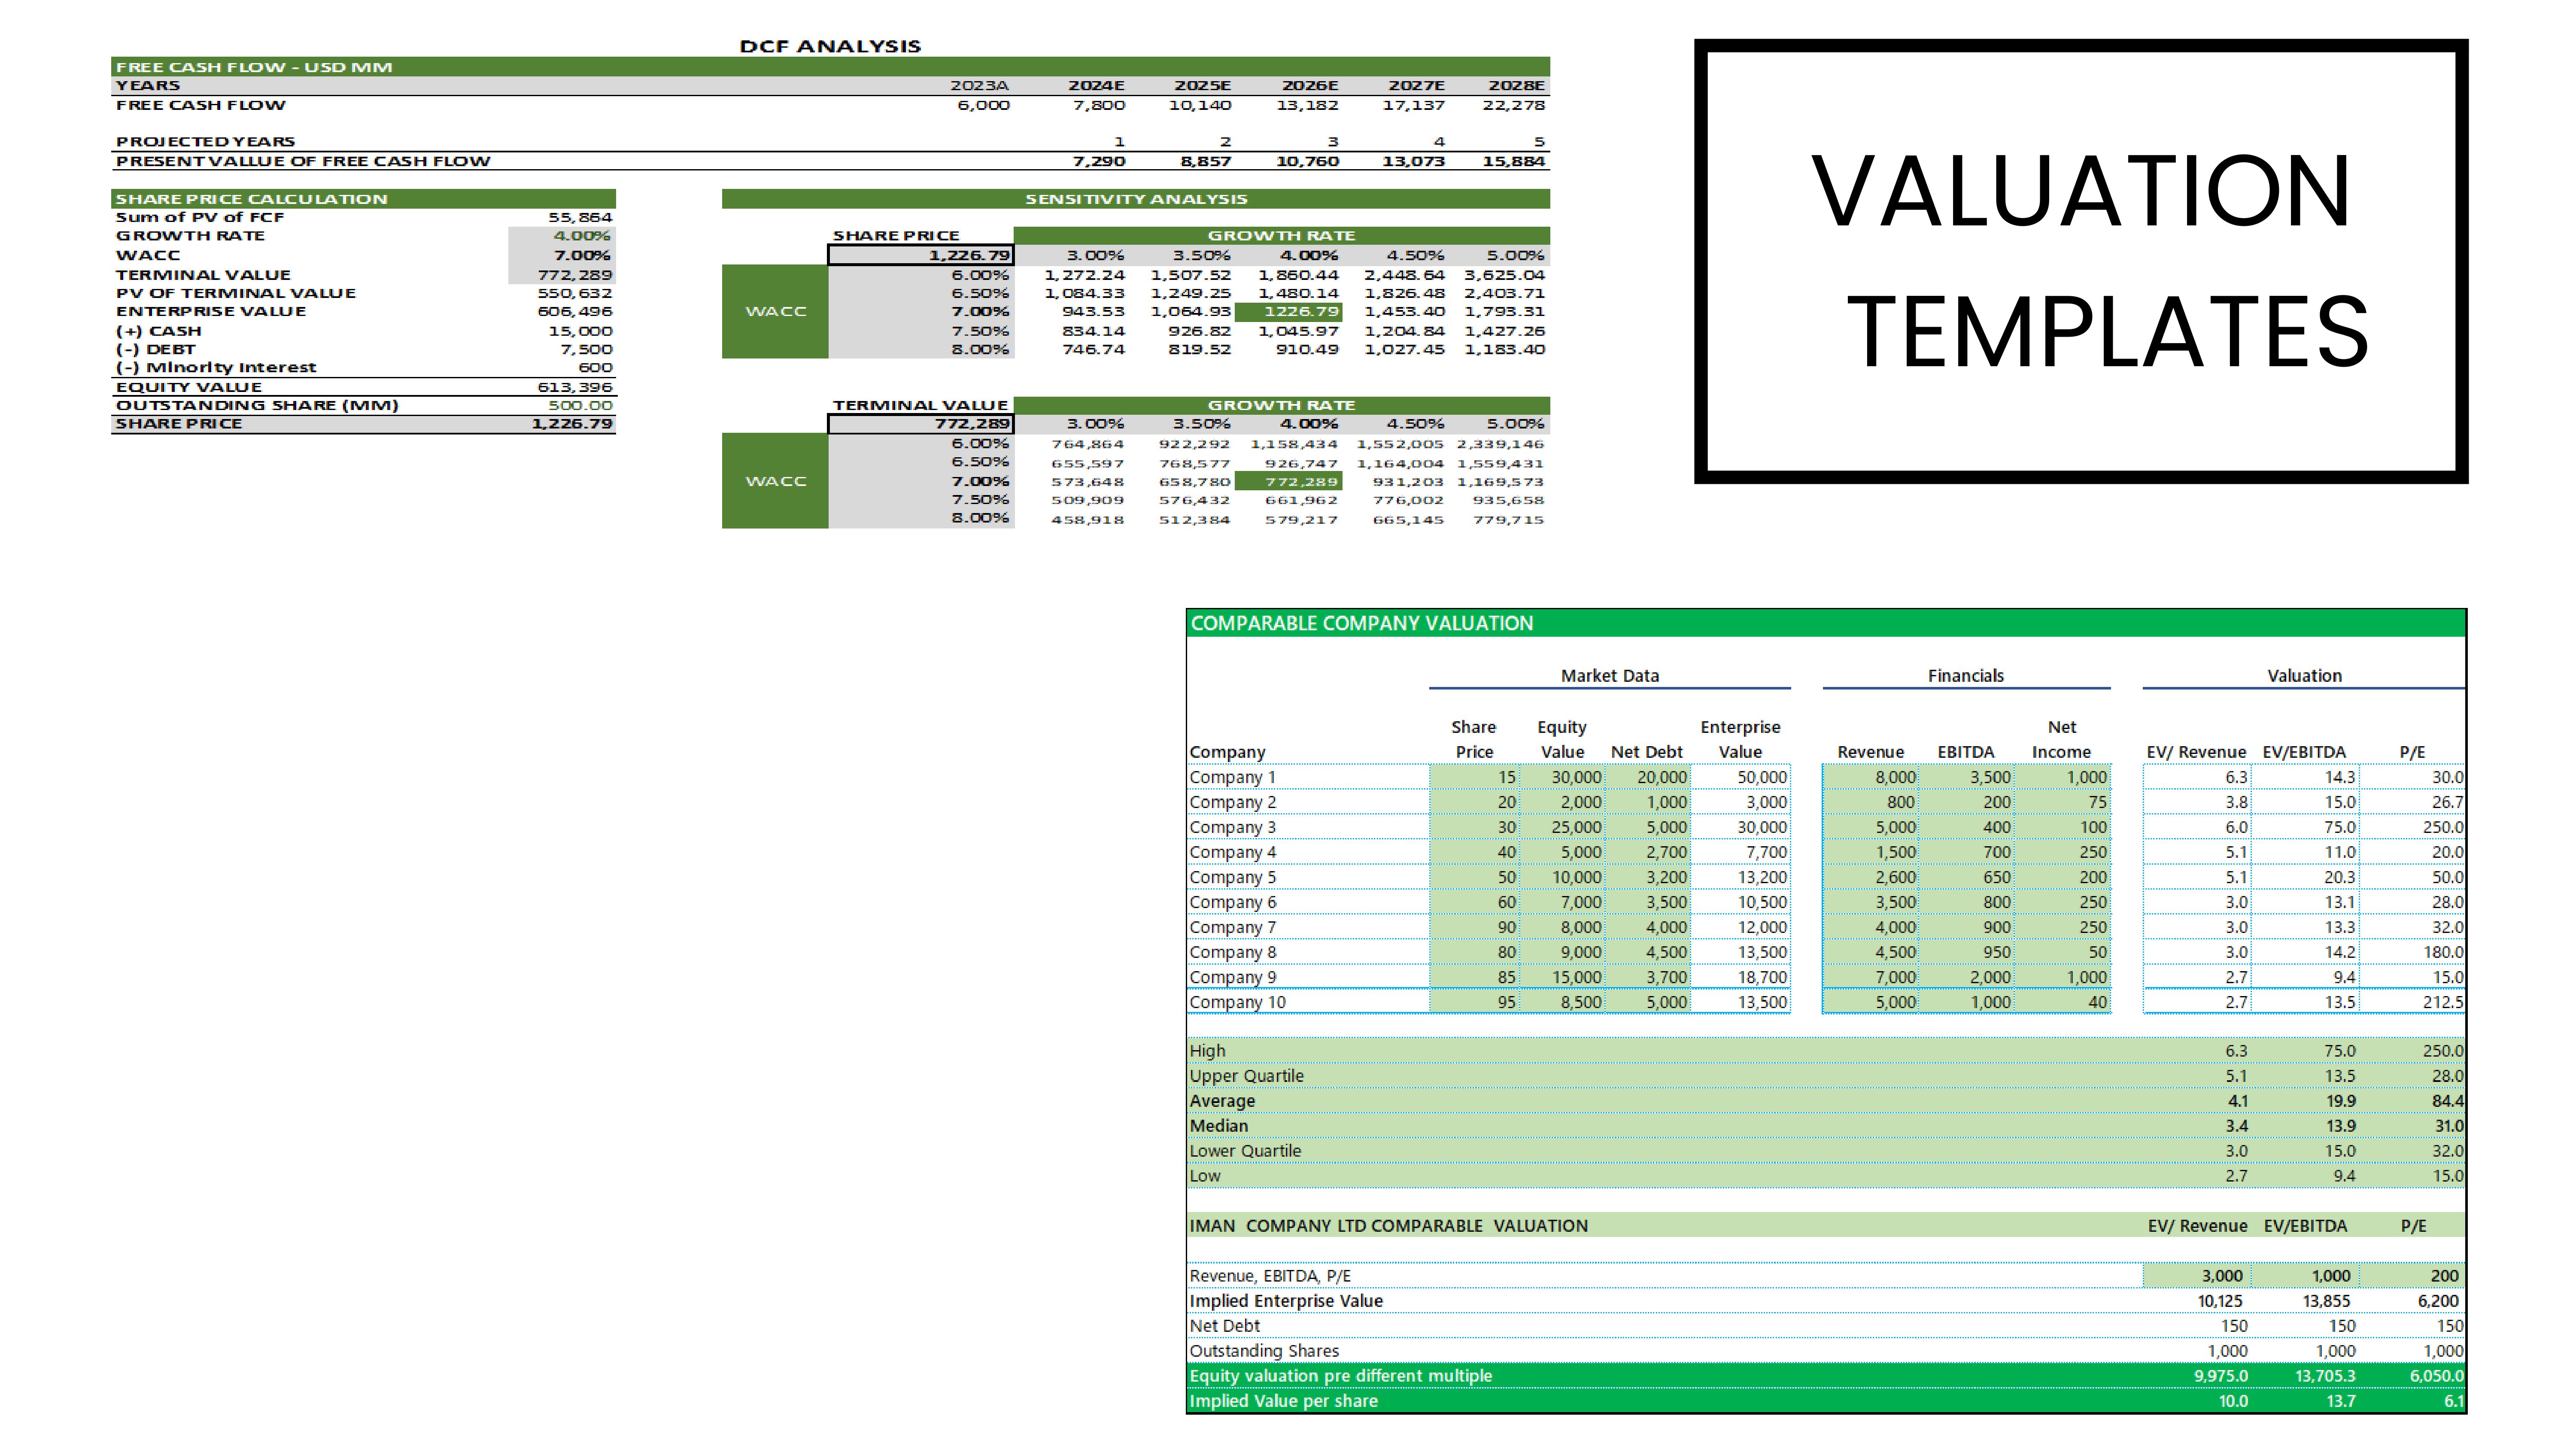 DCF ANALYSIS
FREE CASH FLOW - USD MM
YEARS 2023A 2024E 2025E 2026E 2027E 2028E
FREE CASH FLOW 6,000 7,800 10,140 13,182 17,137 22,278
PROJECTED YEARS 1 2 3 4 5
PRESENT VALLUE OF FREE CASH FLOW 7,290 8,857 10,760 13,073 15,884
SHARE PRICE CALCULATION
Sum of PV of FCF 55,864
GROWTH RATE 4.00%
WACC 7.00%
TERMINAL VALUE 772,289
PV OF TERMINAL VALUE 550,632
ENTERPRISE VALUE 606,496
(+) CASH 15,000
(-) DEBT 7,500
(-) Minority Interest 600
EQUITY VALUE 613,396
OUTSTANDING SHARE (MM) 500.00
SHARE PRICE 1,226.79
SENSITIVITY ANALYSIS
SHARE PRICE GROWTH RATE
1,226.79 3.00% 3.50% 4.00% 4.50% 5.00%
6.00% 1,272.24 1,507.52 1,860.44 2,448.64 3,625.04
6.50% 1,084.33 1,249.25 1,480.14 1,826.48 2,403.71
WACC 7.00% 943.53 1,064.93 1226.79 1,453.40 1,793.31
7.50% 834.14 926.82 1,045.97 1,204.84 1,427.26
8.00% 746.74 819.52 910.49 1,027.45 1,183.40
TERMINAL VALUE GROWTH RATE
772,289 3.00% 3.50% 4.00% 4.50% 5.00%
6.00% 764,864 922,292 1,158,434 1,552,005 2,339,146
6.50% 655,597 768,577 926,747 1,164,004 1,559,431
WACC 7.00% 573,648 658,780 772,289 931,203 1,169,573
7.50% 509,909 576,432 661,962 776,002 935,658
8.00% 458,918 512,384 579,217 665,145 779,715
VALUATION
TEMPLATES
COMPARABLE COMPANY VALUATION
Market Data Financials Valuation
Share Equity Enterprise Net
Company Price Value Net Debt Value Revenue EBITDA Income EV/ Revenue EV/EBITDA P/E
Company 1 15 30,000 20,000 50,000 8,000 3,500 1,000 6.3 14.3 30.0
Company 2 20 2,000 1,000 3,000 800 200 75 3.8 15.0 26.7
Company 3 30 25,000 5,000 30,000 5,000 400 100 6.0 75.0 250.0
Company 4 40 5,000 2,700 7,700 1,500 700 250 5.1 11.0 20.0
Company 5 50 10,000 3,200 13,200 2,600 650 200 5.1 20.3 50.0
Company 6 60 7,000 3,500 10,500 3,500 800 250 3.0 13.1 28.0
Company 7 90 8,000 4,000 12,000 4,000 900 250 3.0 13.3 32.0
Company 8 80 9,000 4,500 13,500 4,500 950 50 3.0 14.2 180.0
Company 9 85 15,000 3,700 18,700 7,000 2,000 1,000 2.7 9.4 15.0
Company 10 95 8,500 5,000 13,500 5,000 1,000 40 2.7 13.5 212.5
High 6.3 75.0 250.0
Upper Quartile 5.1 13.5 28.0
Average 4.1 19.9 84.4
Median 3.4 13.9 31.0
Lower Quartile 3.0 15.0 32.0
Low 2.7 9.4 15.0
IMAN COMPANY LTD COMPARABLE VALUATION EV/ Revenue EV/EBITDA P/E
Revenue, EBITDA, P/E 3,000 1,000 200
Implied Enterprise Value 10,125 13,855 6,200
Net Debt 150 150 150
Outstanding Shares 1,000 1,000 1,000
Equity valuation pre different multiple 9,975.0 13,705.3 6,050.0
Implied Value per share 10.0 13.7 6.1